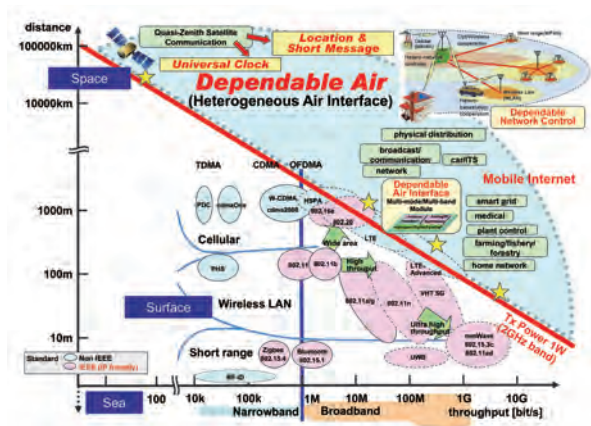 distance
100000km
Space
10000km
1000m
100m
10m
Quasi-Zenith Satellite
Communication
Location &
Short Message
Universal Clock
Dependable Air
(Heterogeneous Air Interface)
Dependable
Network Control
physical distribution
broadcast/
communication
car/ITS
network
Mobile Internet
Dependable
Air Interface
Multi-mode/Multi-band
Module
smart grid
medical
plant control
farming/fishery/
forestry
home network
TDMA
CDMA
OFDMA
PDC
cdmaOne
W-CDMA,
cdma2000
HSPA
802.16e
802.20
Wide area
LTE
Cellular
PHS
802.11
802.11b
High
throughput
LTE-
Advanced
802.11a/g
802.11n
VHT SG
Surface
Wireless LAN
Ultra high
throughput
Tx Power 1W
(2GHz band)
Short range
Zigbee
802.15.4
Bluetooth
802.15.1
UWB
mmWave
802.15.3c
802.11ad
RF-ID
Standard
Non IEEE
IEEE (IP friendly)
Sea
100
10k
100k
1M
10M
100M
1G
10G
Narrowband
Broadband
throughput [bit/s]